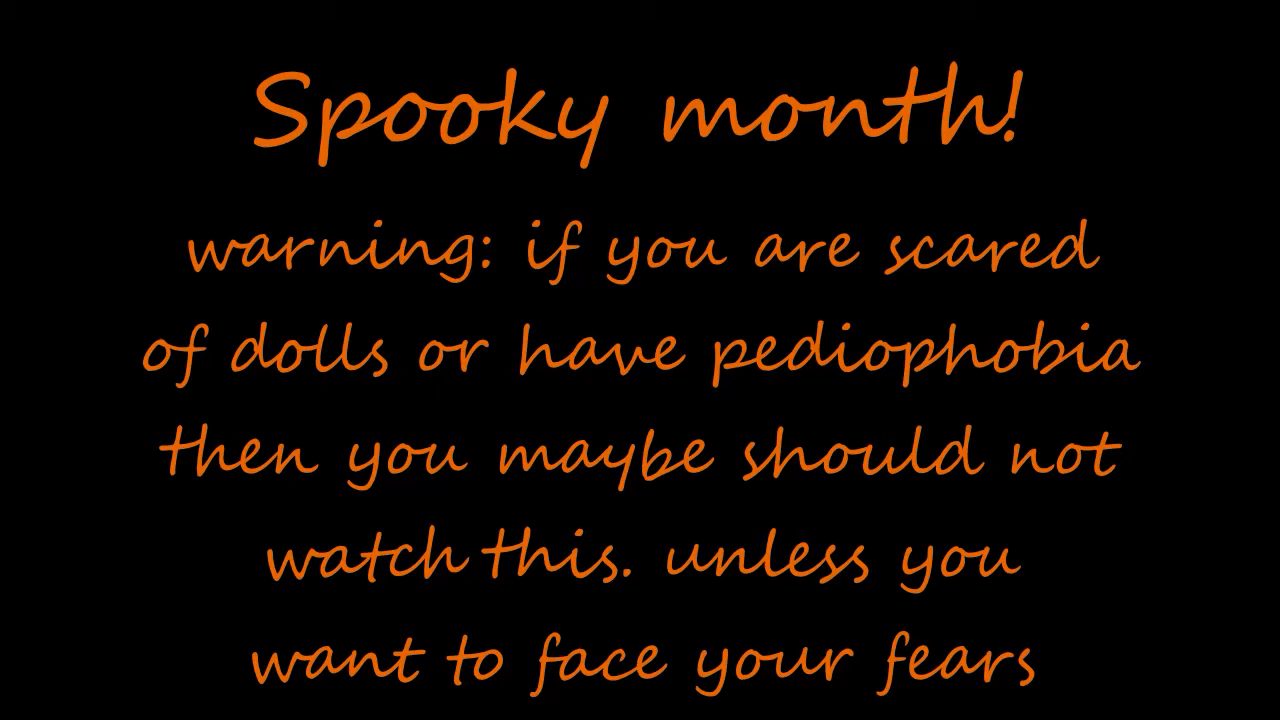 Spooky month!
warning: if you are scared
of dolls or have pediophobia
then you maybe should not
watch this. unless you
want to face your fears